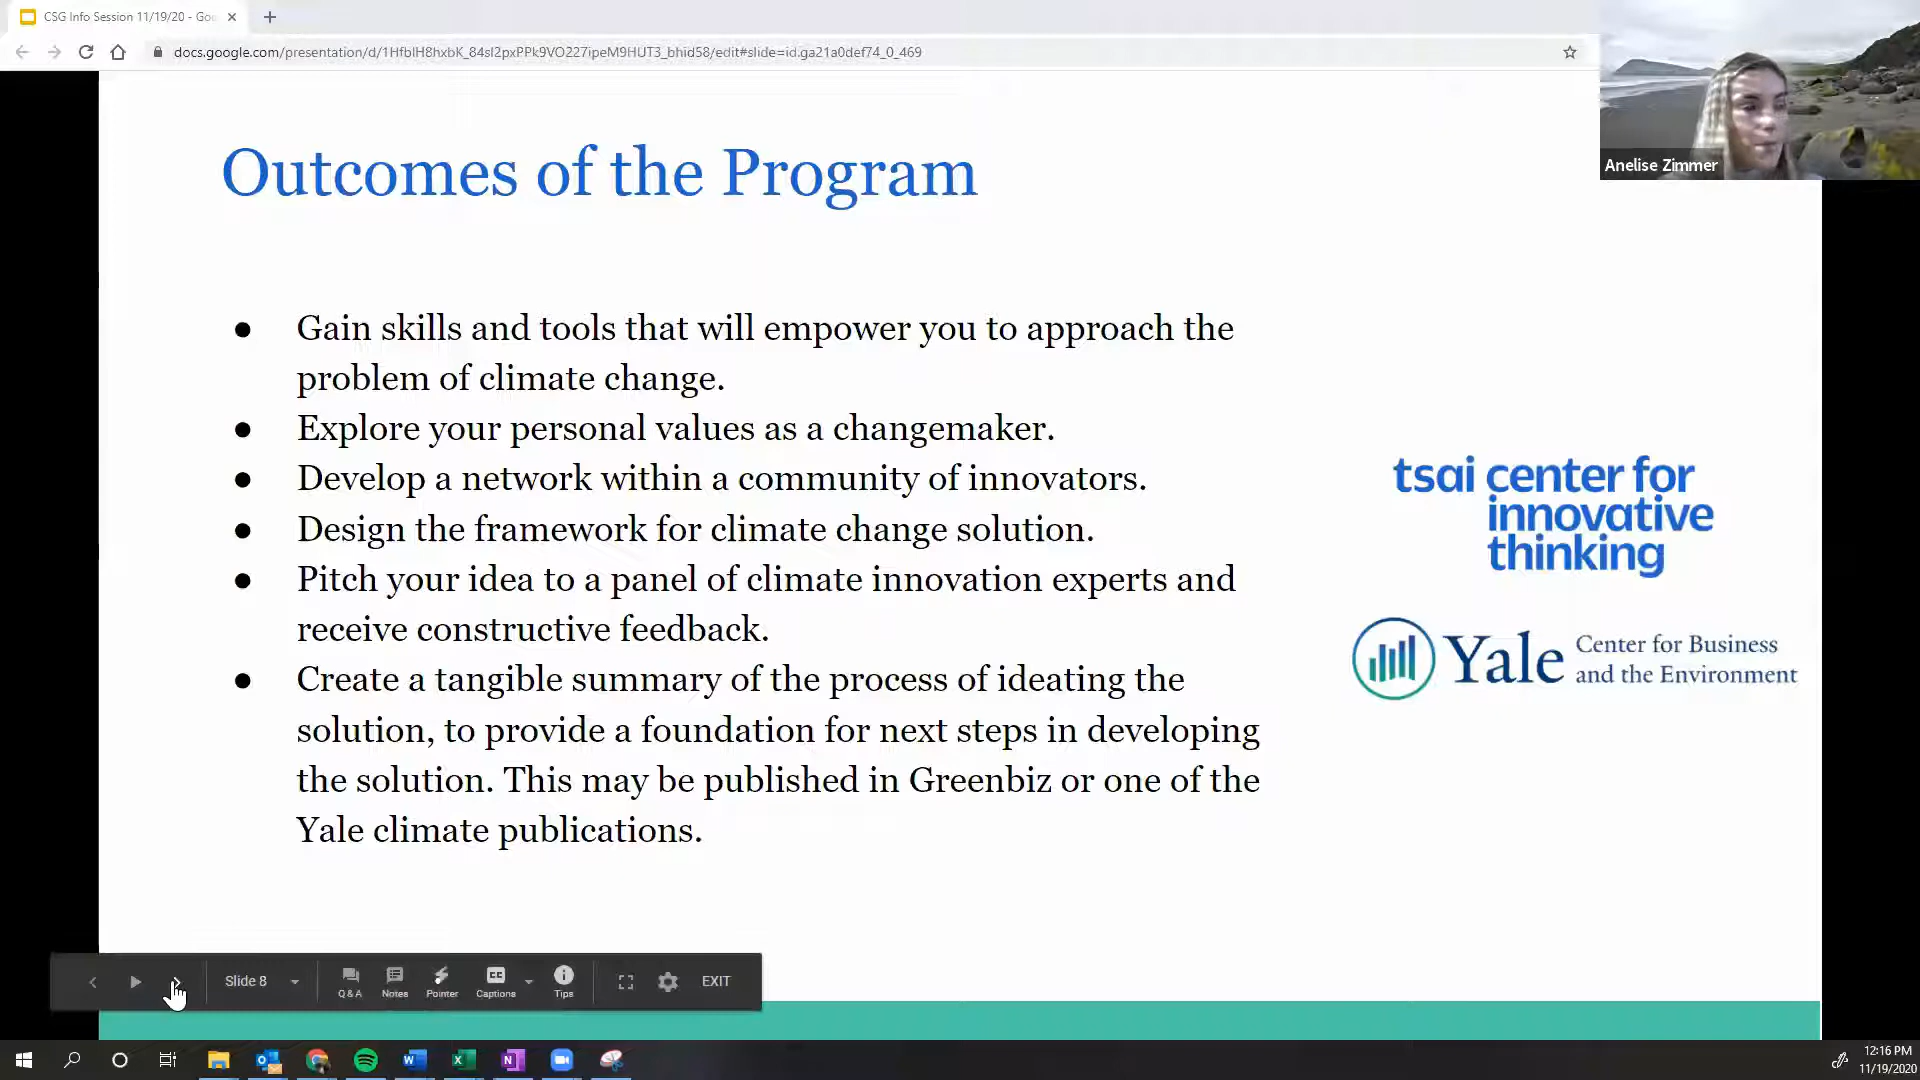 CSG Info Session 11/19/20 - Goo
docs.google.com/presentation/d/1HfblH8hxbK_84sI2pxPPk9VO227ipeM9HUT3_bhid58/edit#slide=id.ga21a0def74_0_469
Anelise Zimmer
Outcomes of the Program
● Gain skills and tools that will empower you to approach the
problem of climate change.
● Explore your personal values as a changemaker.
● Develop a network within a community of innovators.
● Design the framework for climate change solution.
● Pitch your idea to a panel of climate innovation experts and
receive constructive feedback.
● Create a tangible summary of the process of ideating the
solution, to provide a foundation for next steps in developing
the solution. This may be published in Greenbiz or one of the
Yale climate publications.
tsai center for
innovative
thinking
Yale Center for Business
and the Environment
Slide 8
Q & A
Notes
Pointer
CC
Captions
Tips
EXIT
12:16 PM
11/19/2020